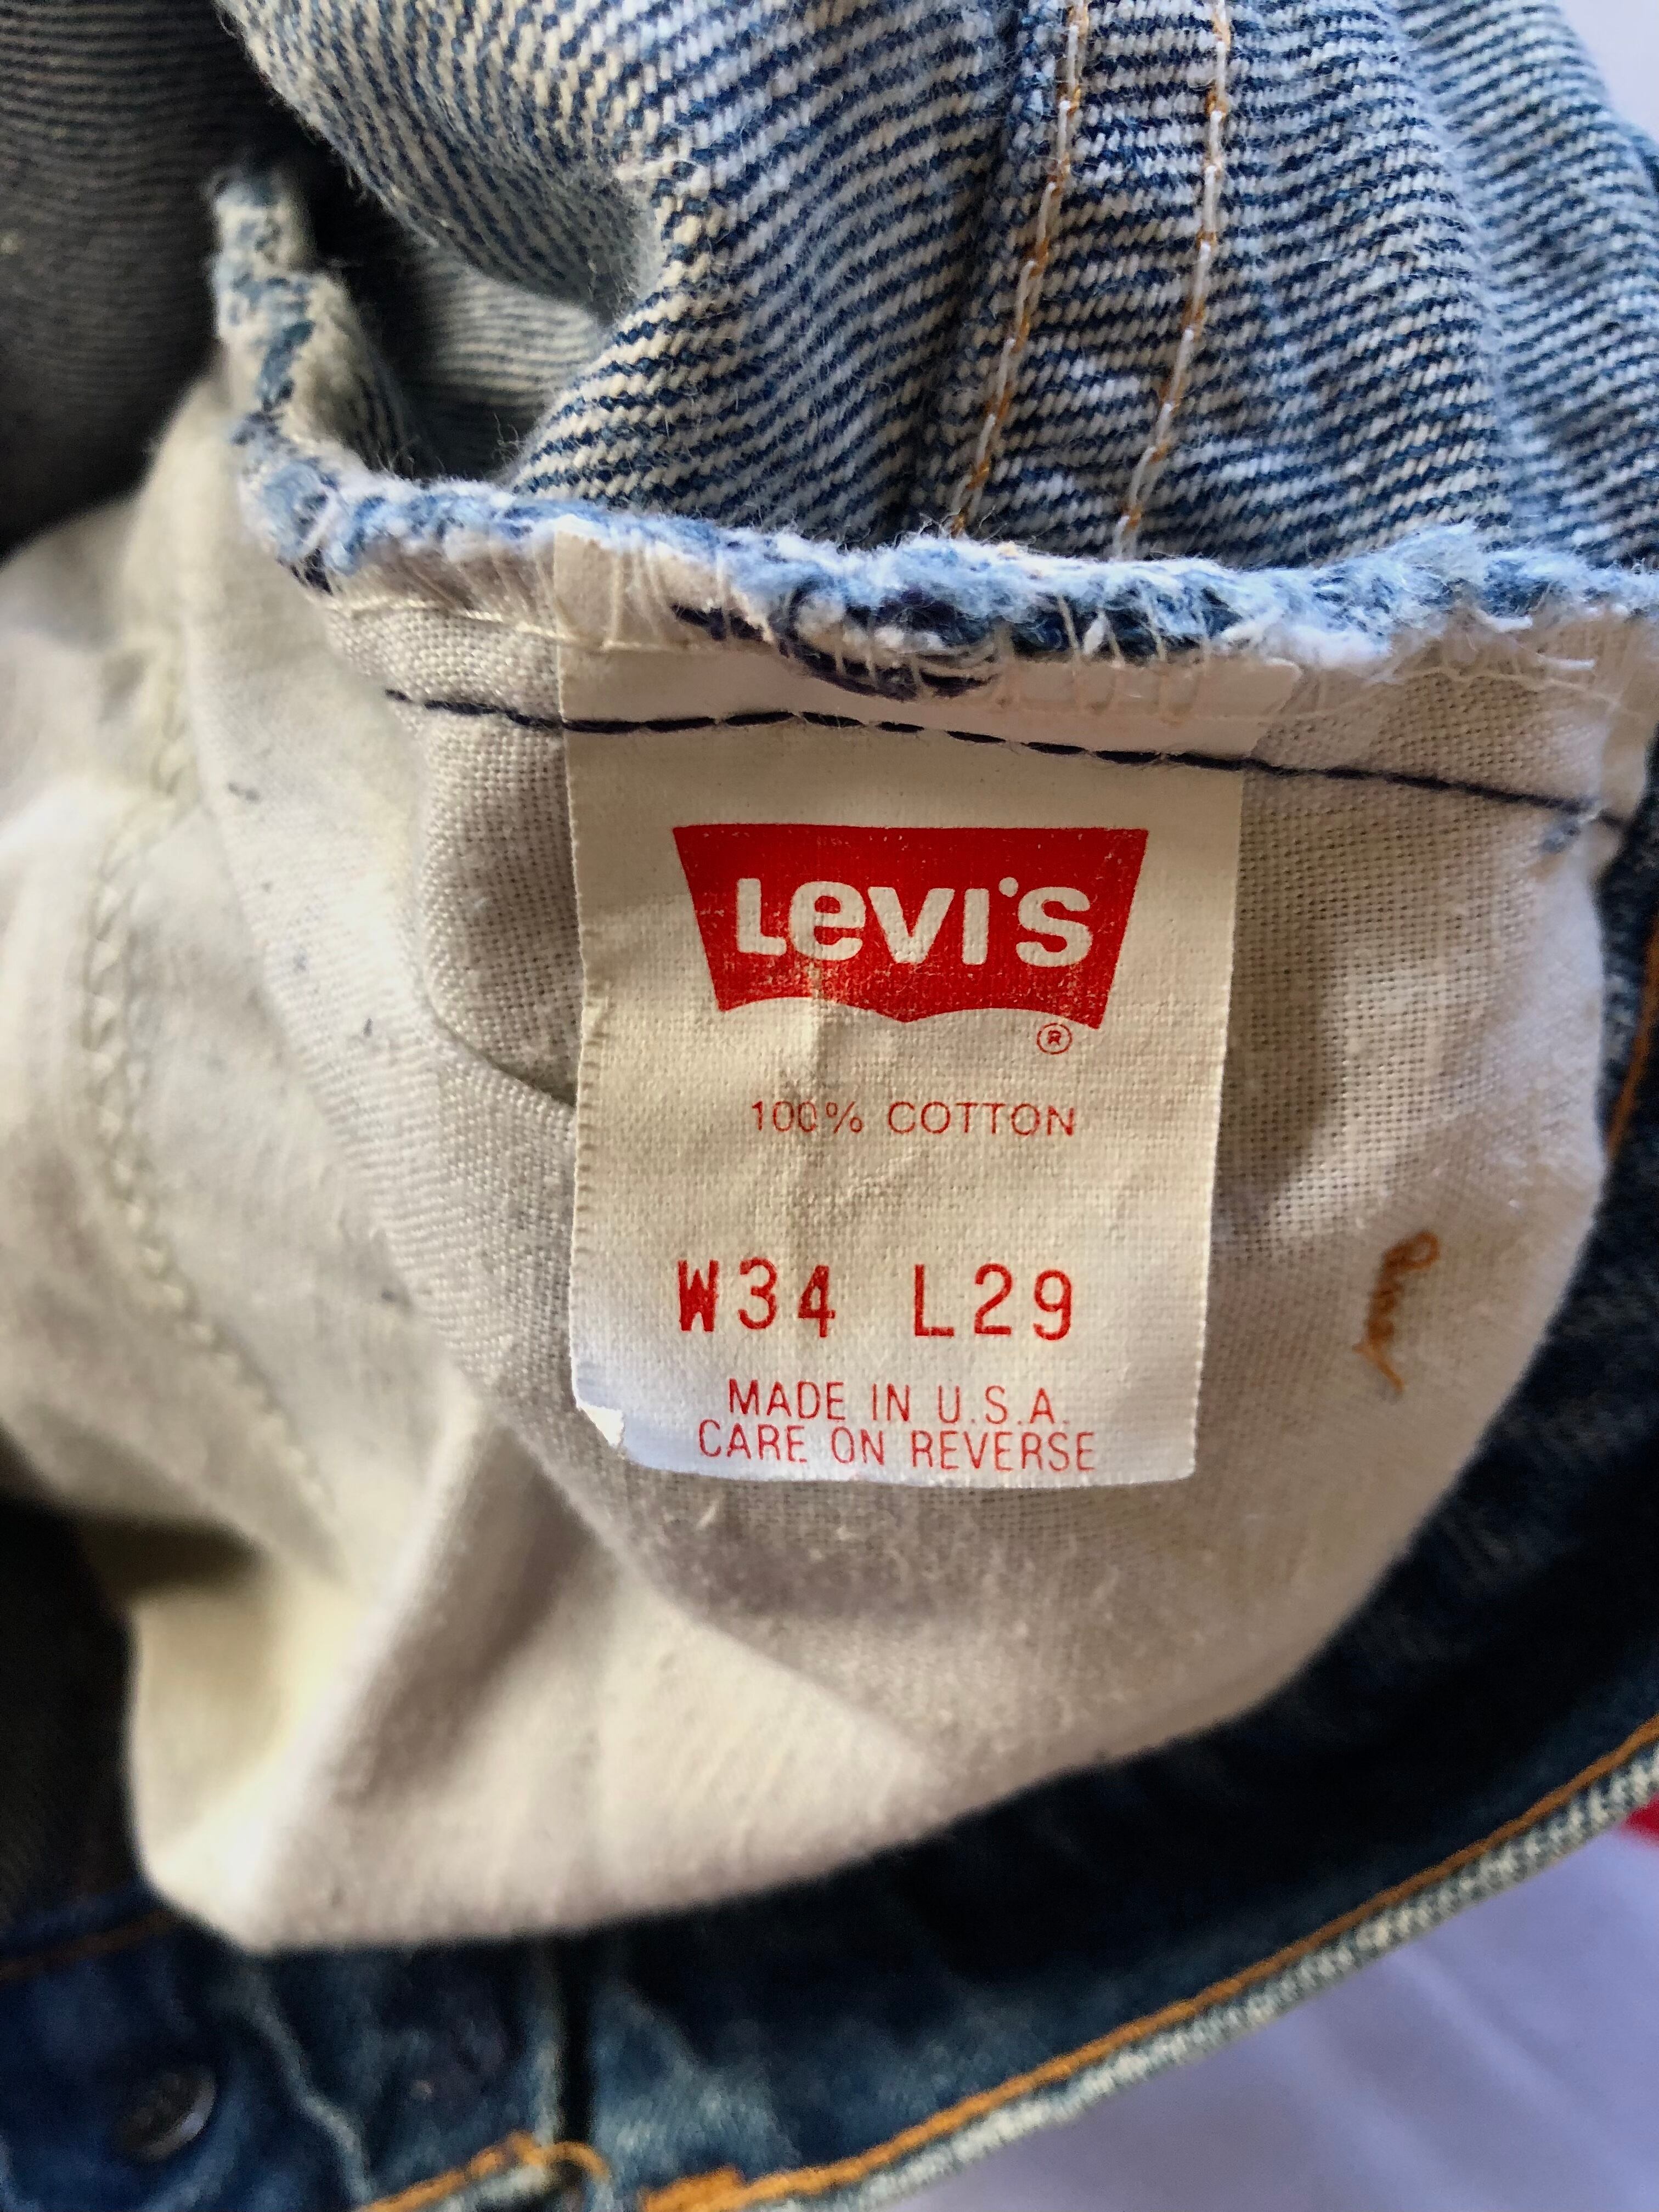 Levi's
®
100% COTTON
W34 L29
MADE IN U.S.A.
CARE ON REVERSE